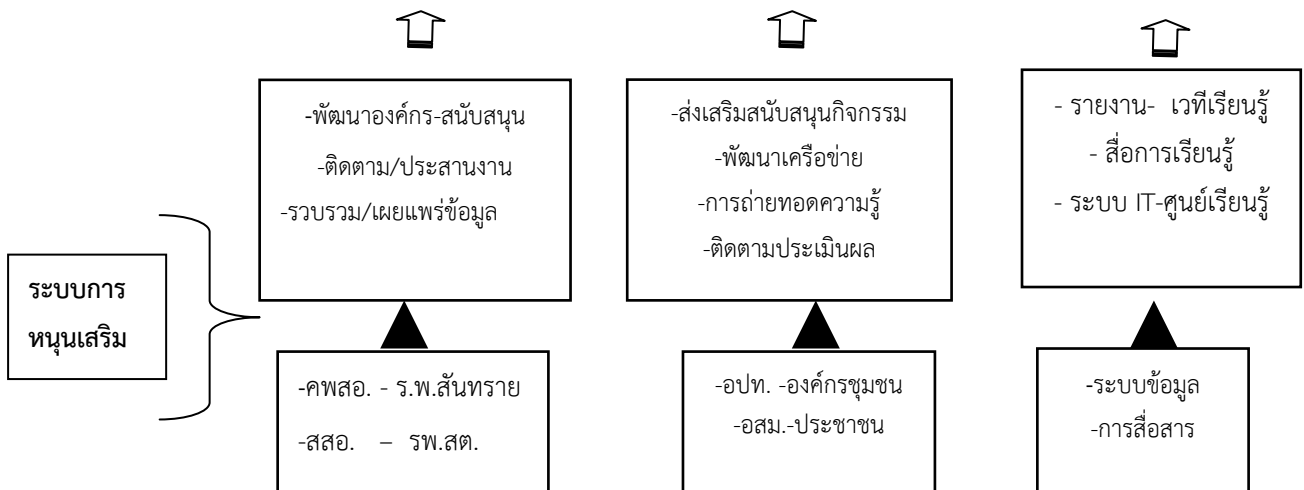 -พัฒนาองค์กร-สนับสนุน
-ติดตาม/ประสานงาน
-รวบรวม/เผยแพร่ข้อมูล
-ส่งเสริมสนับสนุนกิจกรรม
-พัฒนาเครือข่าย
-การถ่ายทอดความรู้
-ติดตามประเมินผล
- รายงาน- เวทีเรียนรู้
- สื่อการเรียนรู้
- ระบบ IT-ศูนย์เรียนรู้
ระบบการ
หนุนเสริม
-คพสอ. - ร.พ.สันทราย
-สสอ. – รพ.สต.
-อปท. -องค์กรชุมชน
-อสม.-ประชาชน
-ระบบข้อมูล
-การสื่อสาร